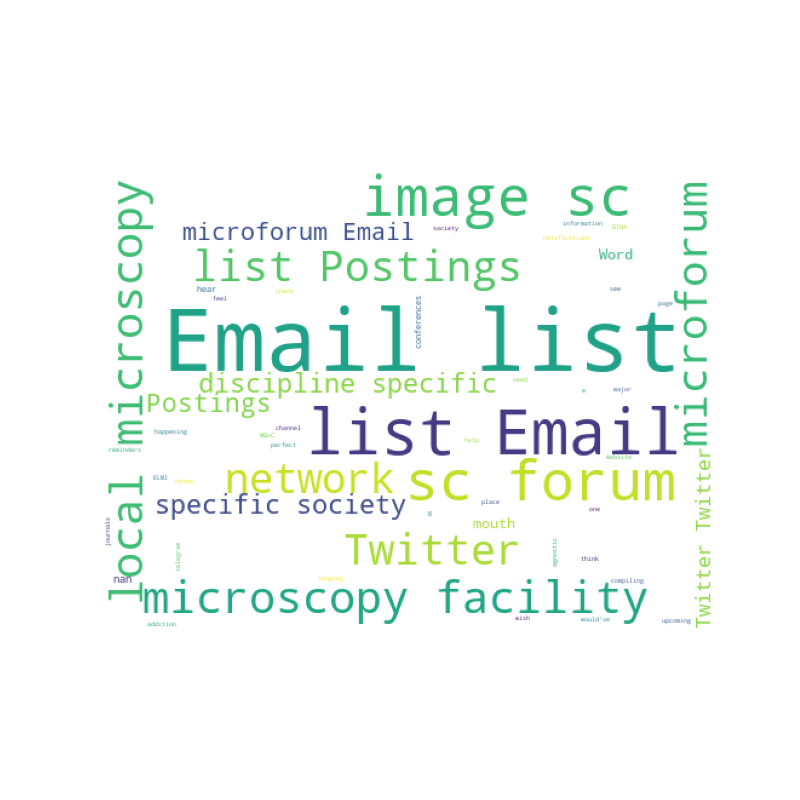 image sc
information
BINA
microforum Email
society
notifications
list Postings
Word
hear
check
see
feel
conferences
page
Email list
local microscopy
microforum
discipline specific
need
major
Postings
list Email
happening
channel
WBoC
perfect
help
reminders
Website
network
sc forum
ELMI
often
specific society
place
one
mouth
journals
Twitter
agnostic
telegram
think
nan
imaging
compiling
microscopy facility
Twitter Twitter
addition
wish
would've
upcoming